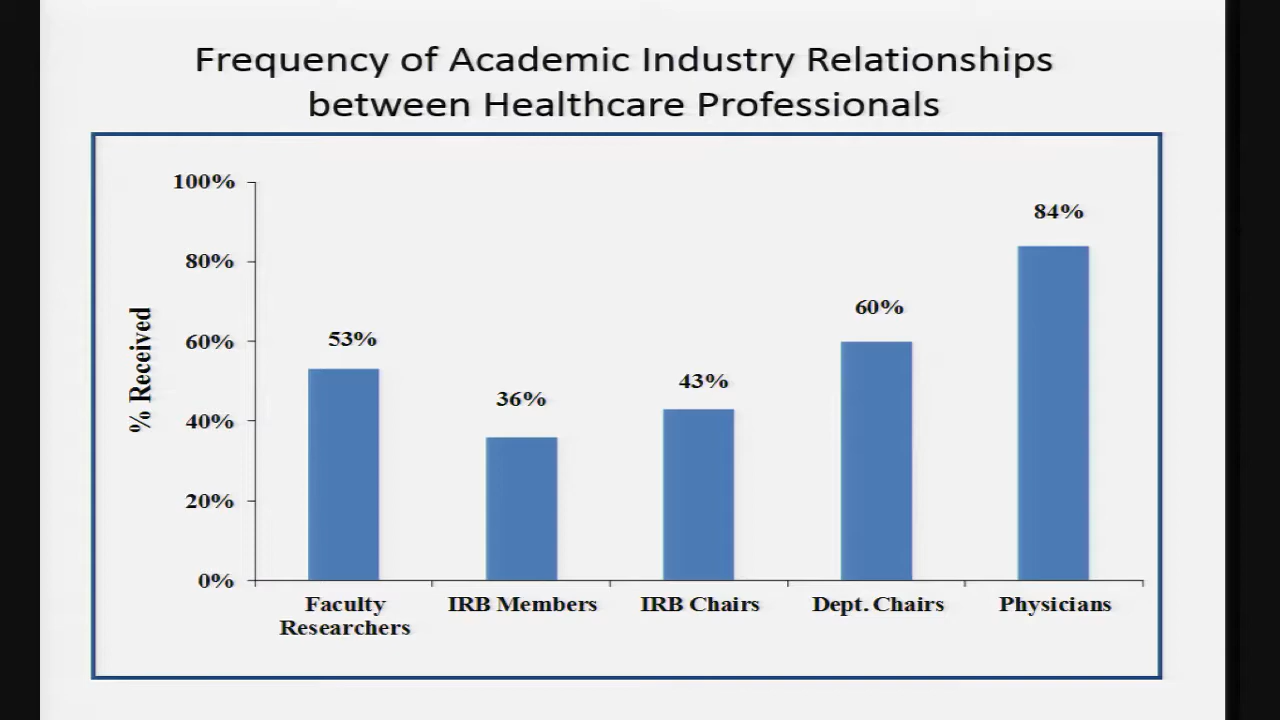 Frequency of Academic Industry Relationships
between Healthcare Professionals
% Received
100%
80%
60%
40%
20%
0%
53%
36%
43%
60%
84%
Faculty
Researchers
IRB Members
IRB Chairs
Dept. Chairs
Physicians